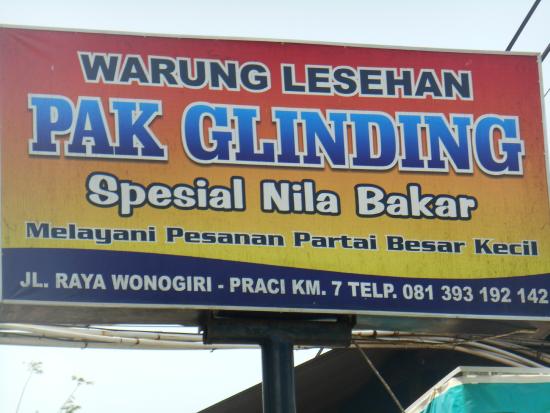 WARUNG LESEHAN
PAK GLINDING
Spesial Nila Bakar
Melayani Pesanan Partai Besar Kecil
JL. RAYA WONOGIRI - PRACI KM. 7 TELP. 081 393 192 142